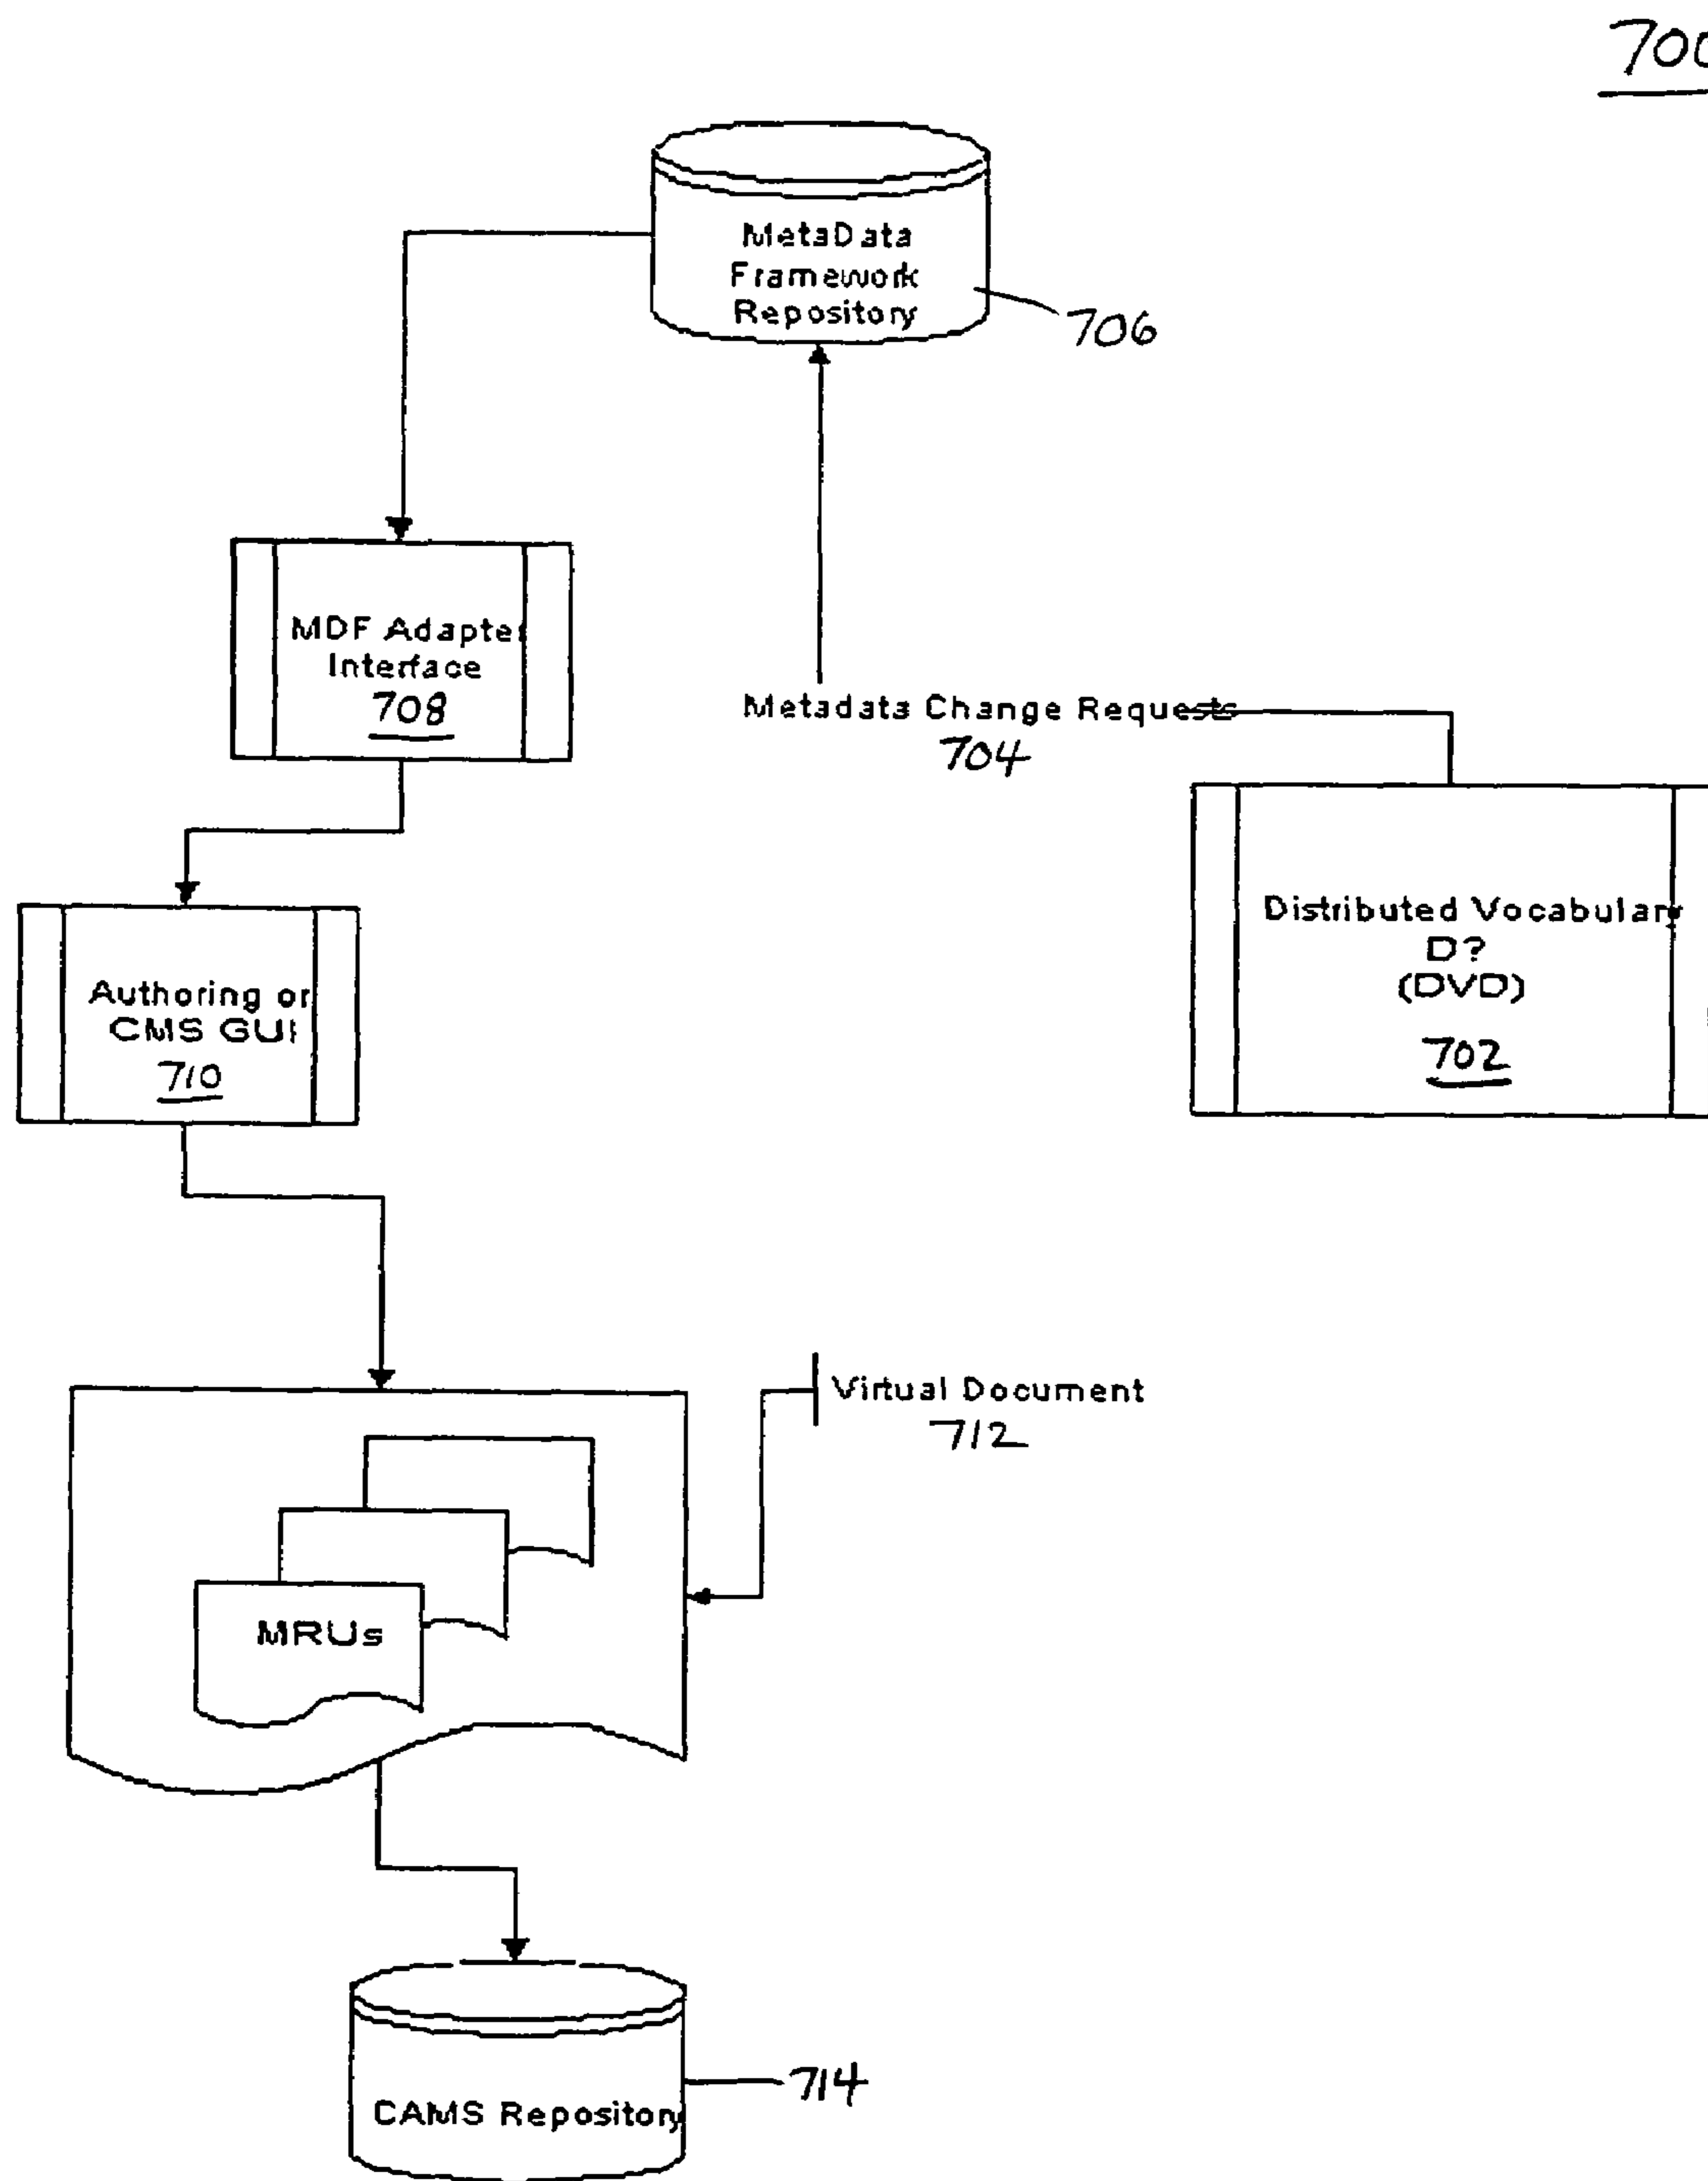 700
MetaData
Framework
Repository
706
MDF Adapter
Interface
708
Metadata Change Requests
704
Distributed Vocabulary
D?
(DVD)
702
Authoring or
CMS GUI
710
Virtual Document
712
MRUs
CAMS Repository
714